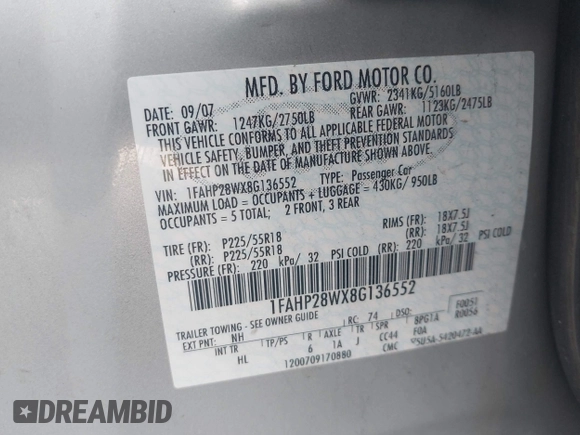 MFD. BY FORD MOTOR CO.
DATE: 09/07 GVWR: 2341KG/5160LB
FRONT GAWR: 1247KG/2750LB REAR GAWR: 1123KG/2475LB
THIS VEHICLE CONFORMS TO ALL APPLICABLE FEDERAL MOTOR
VEHICLE SAFETY, BUMPER, AND THEFT PREVENTION STANDARDS
IN EFFECT ON THE DATE OF MANUFACTURE SHOWN ABOVE.
VIN: 1FAHP28WX8G136552 TYPE: Passenger Car
MAXIMUM LOAD = OCCUPANTS + LUGGAGE = 430KG/ 950LB
OCCUPANTS = 5 TOTAL; 2 FRONT, 3 REAR
TIRE (FR): P225/55R18 RIMS (FR): 18X7.5J
(RR): P225/55R18 (RR): 18X7.5J
PRESSURE (FR): 220 kPa/ 32 PSI COLD (RR): 220 kPa/ 32 PSI COLD
1FAHP28WX8G136552
TRAILER TOWING - SEE OWNER GUIDE F0051
EXT PNT: NH RC: 74 DSO: BPG1A R0056
INT TR TP/PS R AXLE TR SPR F0A
HL 6 1A J CC44 CMC
1200709170880
DREAMBID